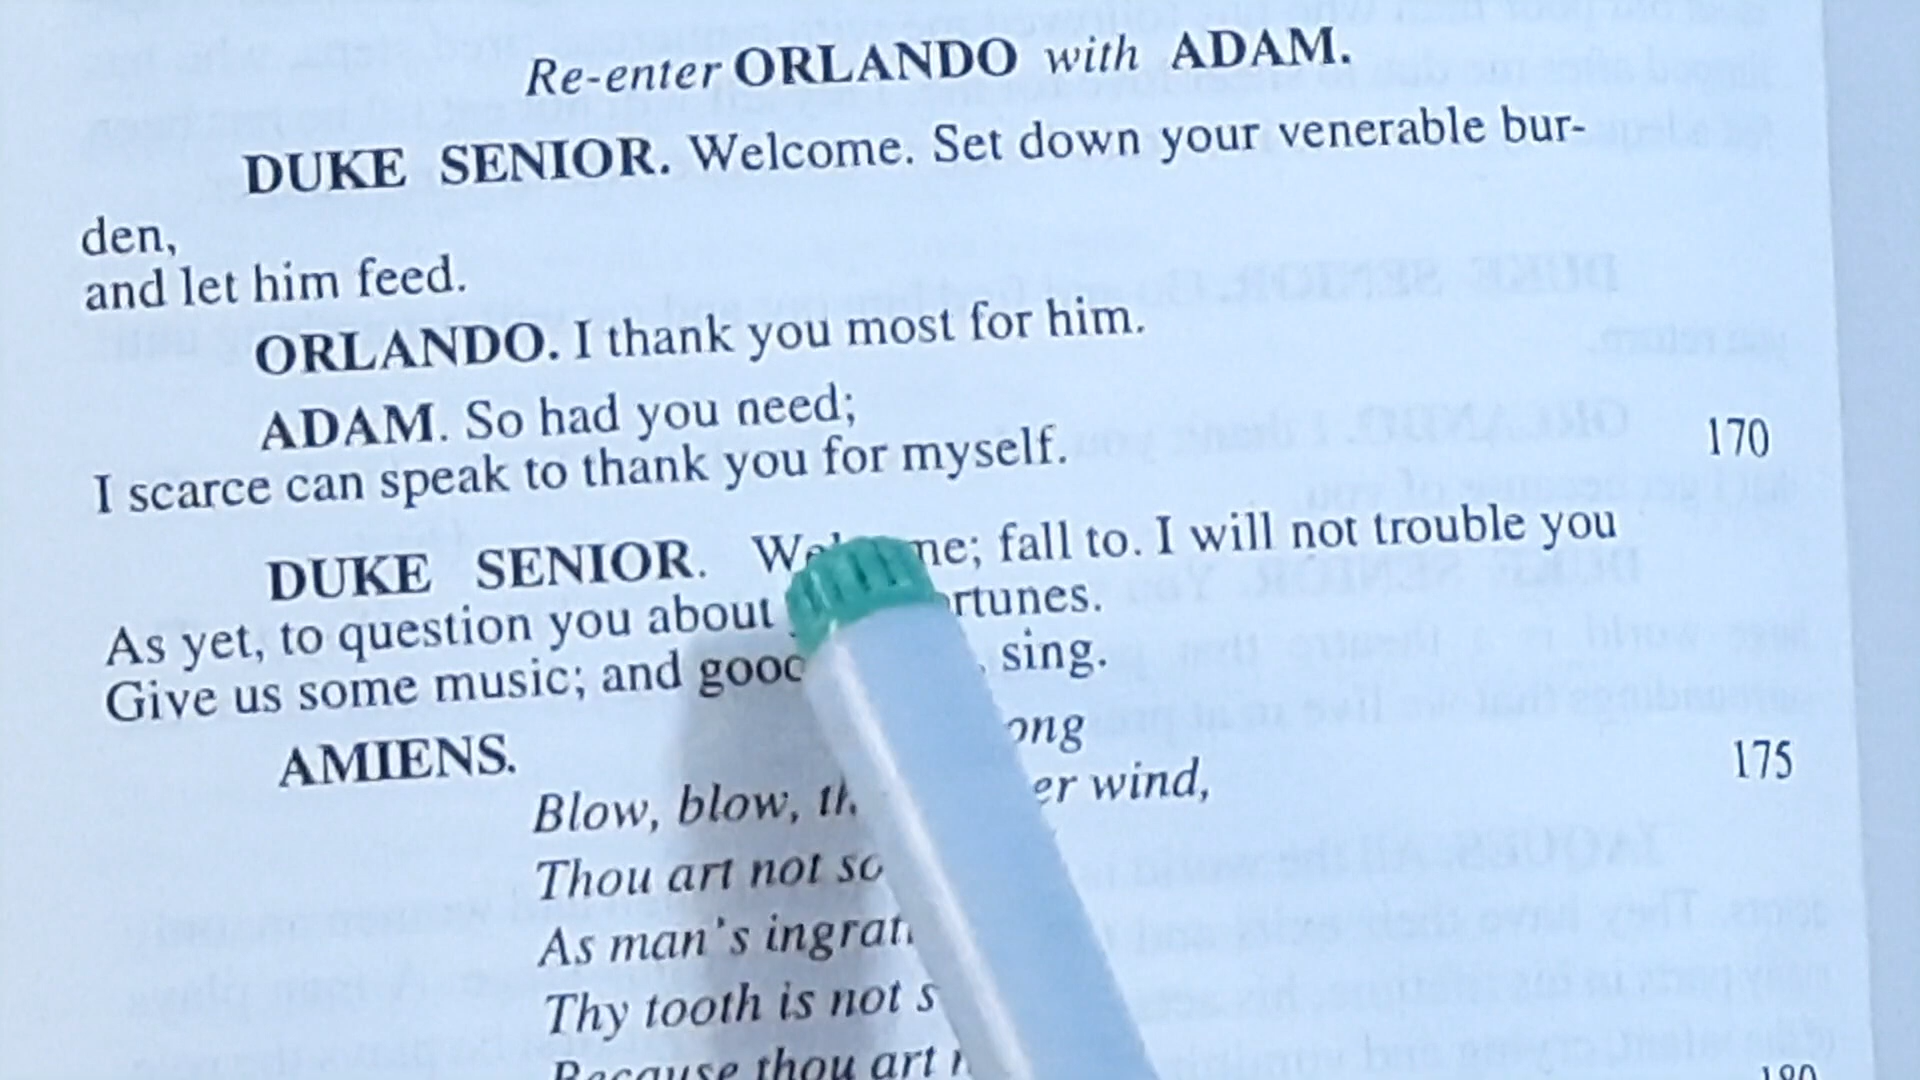 Re-enter ORLANDO with ADAM.
DUKE SENIOR. Welcome. Set down your venerable bur-
den,
and let him feed.
ORLANDO. I thank you most for him.
ADAM. So had you need;
170
I scarce can speak to thank you for myself.
DUKE SENIOR. fall to. I will not trouble you
As yet, to question you about
Give us some music; and sing.
AMIENS.
175
Blow, blow, wind,
Thou art not
As man's
Thy tooth is not
thou art